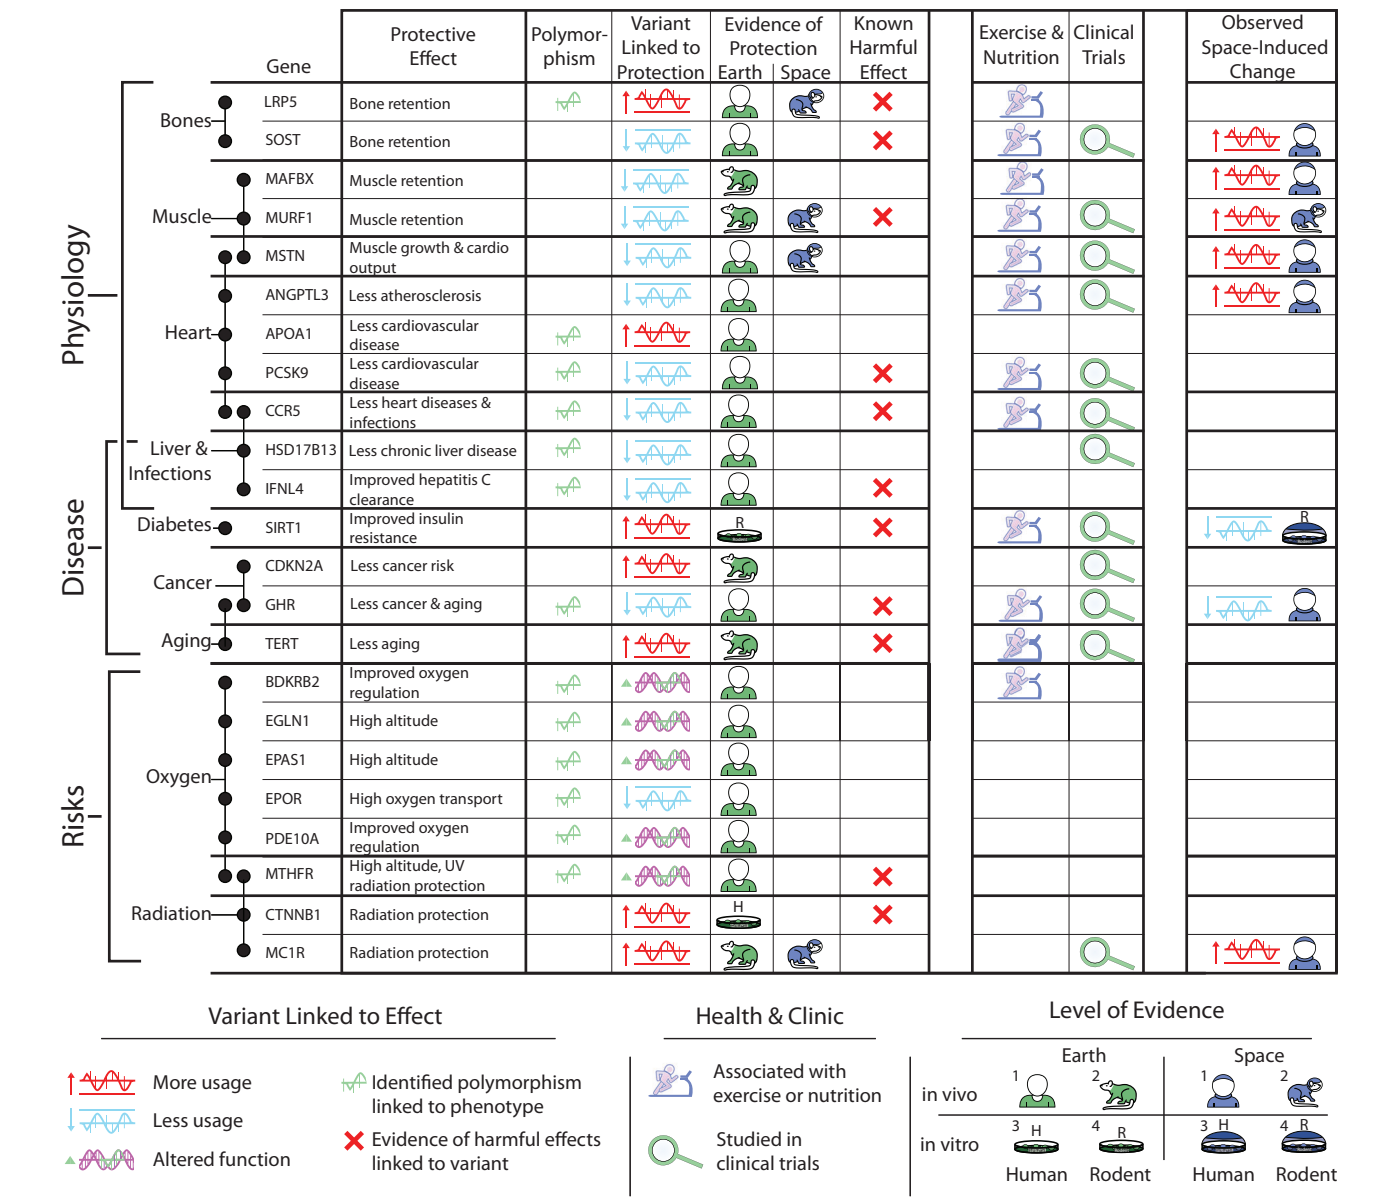 Gene
Protective
Effect
Polymor-
phism
Variant
Linked to
Protection
Evidence of
Protection
Earth
Space
Known
Harmful
Effect
Exercise &
Nutrition
Clinical
Trials
Observed
Space-Induced
Change
Physiology
Disease
Risks
Bones
LRP5
Bone retention
SOST
Bone retention
Muscle
MAFBX
Muscle retention
MURF1
Muscle retention
MSTN
Muscle growth & cardio
output
Heart
ANGPTL3
Less atherosclerosis
APOA1
Less cardiovascular
disease
PCSK9
Less cardiovascular
disease
CCR5
Less heart diseases &
infections
Liver &
Infections
HSD17B13
Less chronic liver disease
IFNL4
Improved hepatitis C
clearance
Diabetes
SIRT1
Improved insulin
resistance
R
R
Cancer
CDKN2A
Less cancer risk
GHR
Less cancer & aging
Aging
TERT
Less aging
BDKRB2
Improved oxygen
regulation
EGLN1
High altitude
Oxygen
EPAS1
High altitude
EPOR
High oxygen transport
PDE10A
Improved oxygen
regulation
MTHFR
High altitude, UV
radiation protection
Radiation
CTNNB1
Radiation protection
H
MC1R
Radiation protection
Variant Linked to Effect
More usage
Less usage
Altered function
Identified polymorphism
linked to phenotype
Evidence of harmful effects
linked to variant
Health & Clinic
Associated with
exercise or nutrition
Studied in
clinical trials
Level of Evidence
Earth
Space
in vivo
1
2
1
2
in vitro
3 H
4 R
3 H
4 R
Human
Rodent
Human
Rodent